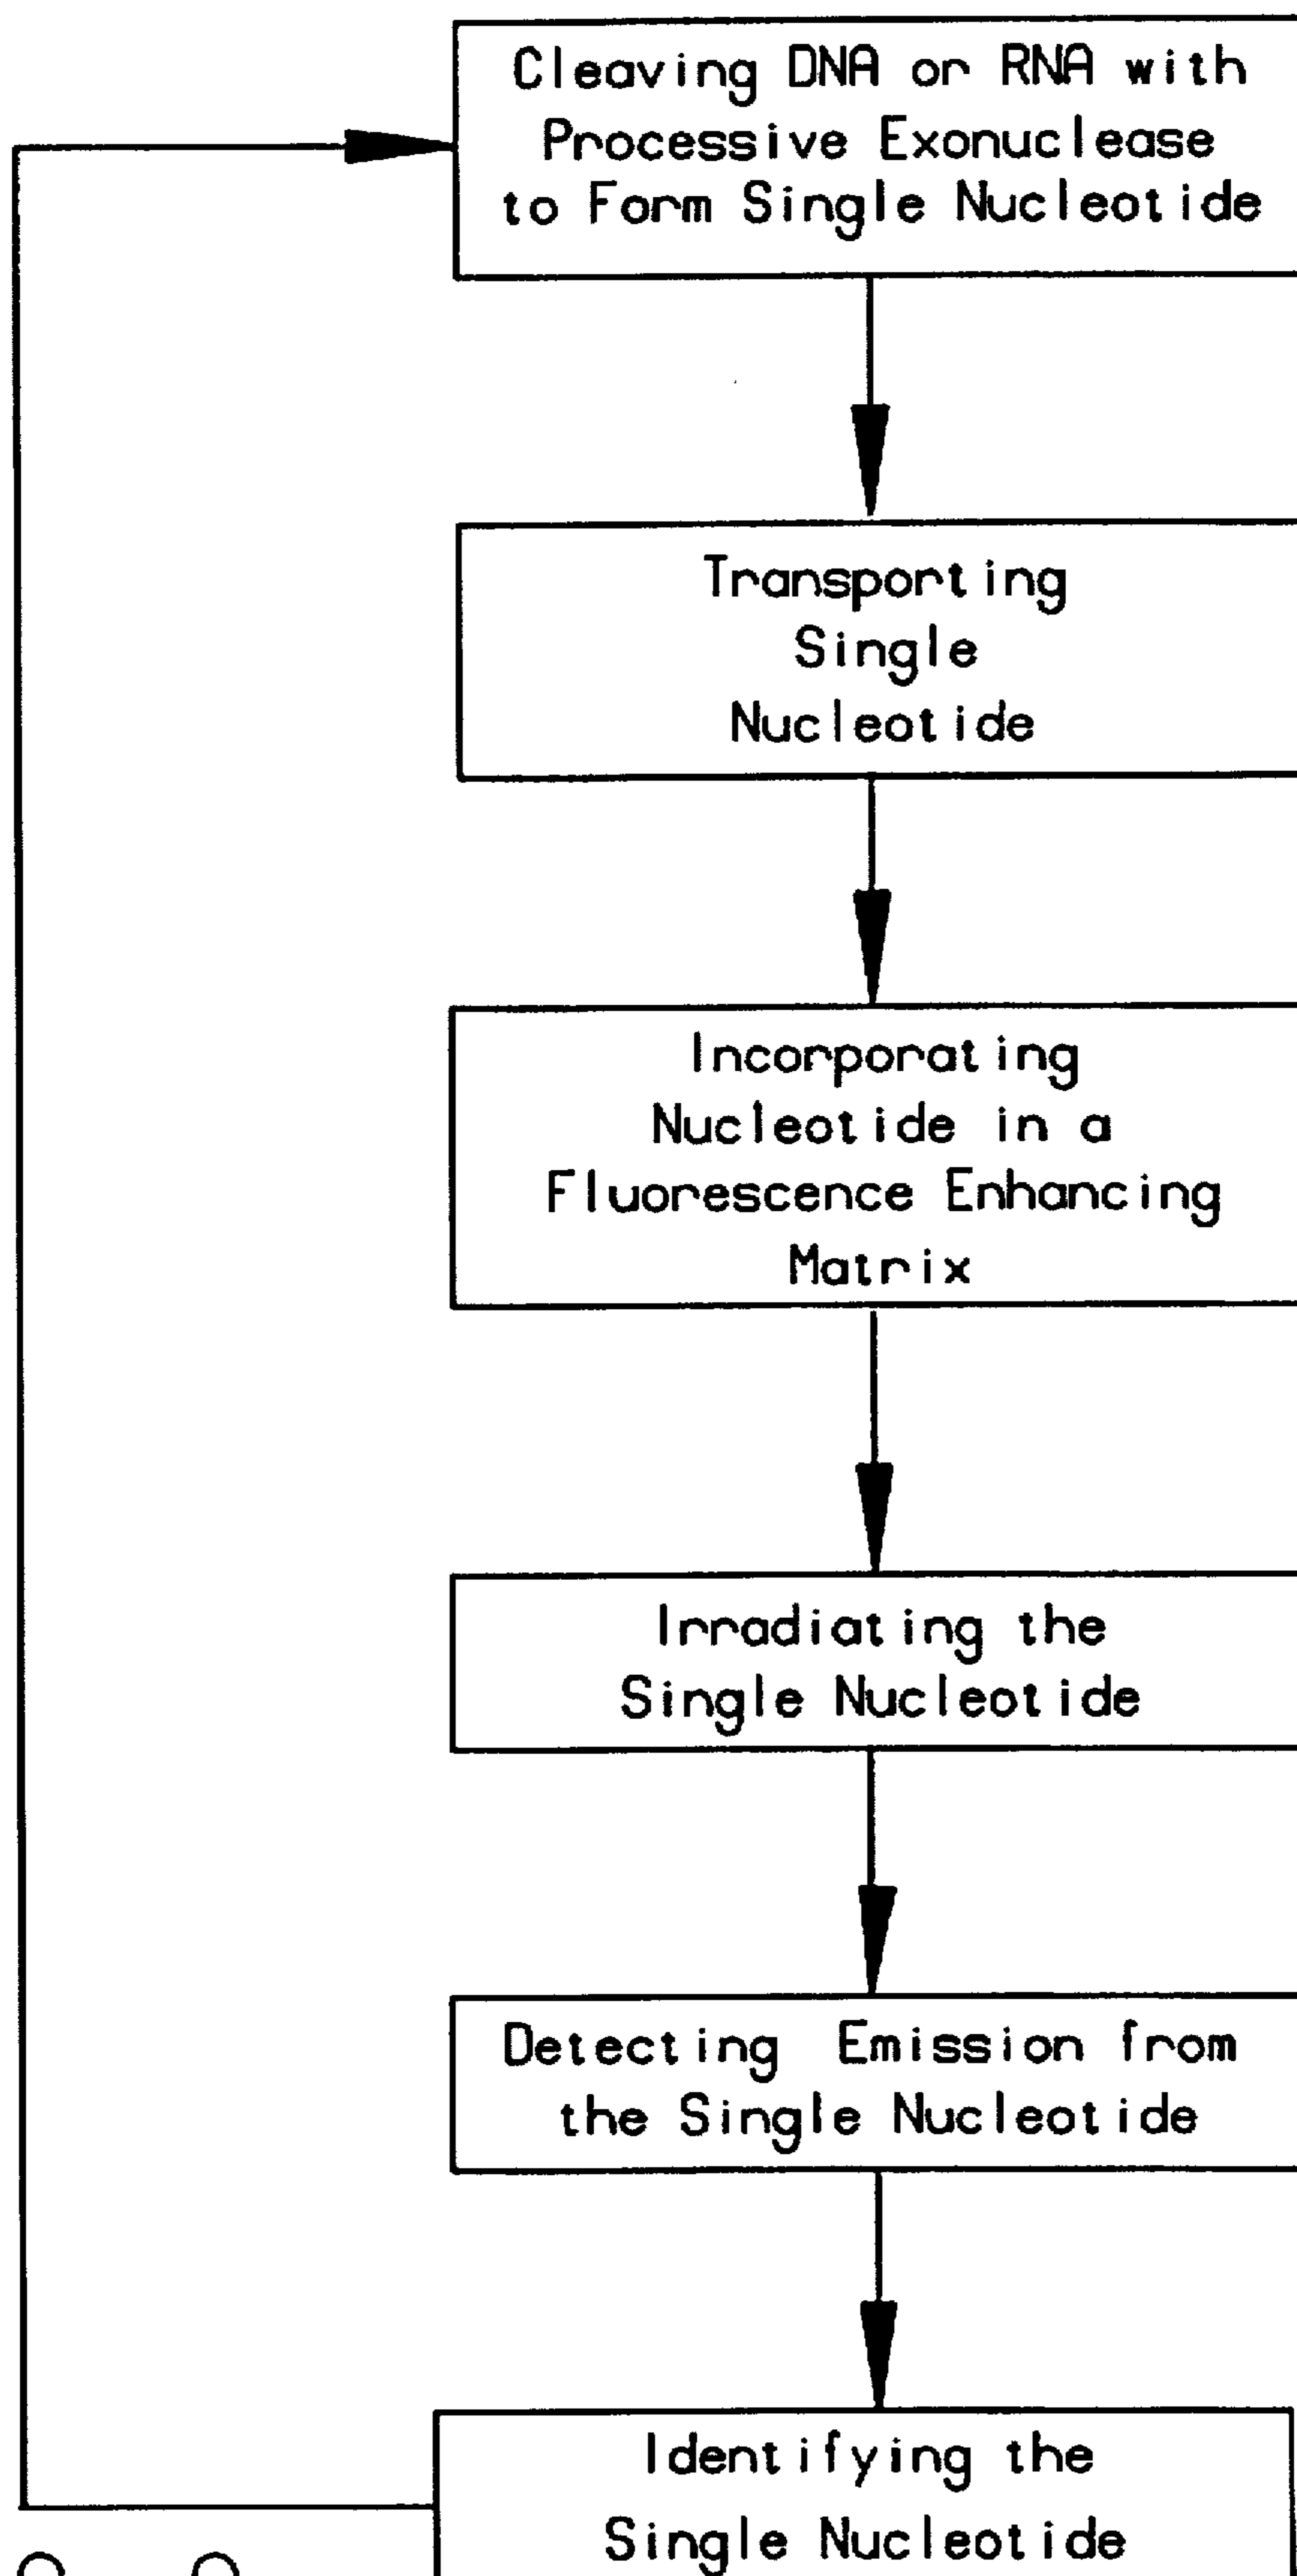 Cleaving DNA or RNA with
Processive Exonuclease
to Form Single Nucleotide
Transporting
Single
Nucleotide
Incorporating
Nucleotide in a
Fluorescence Enhancing
Matrix
Irradiating the
Single Nucleotide
Detecting Emission from
the Single Nucleotide
Identifying the
Single Nucleotide